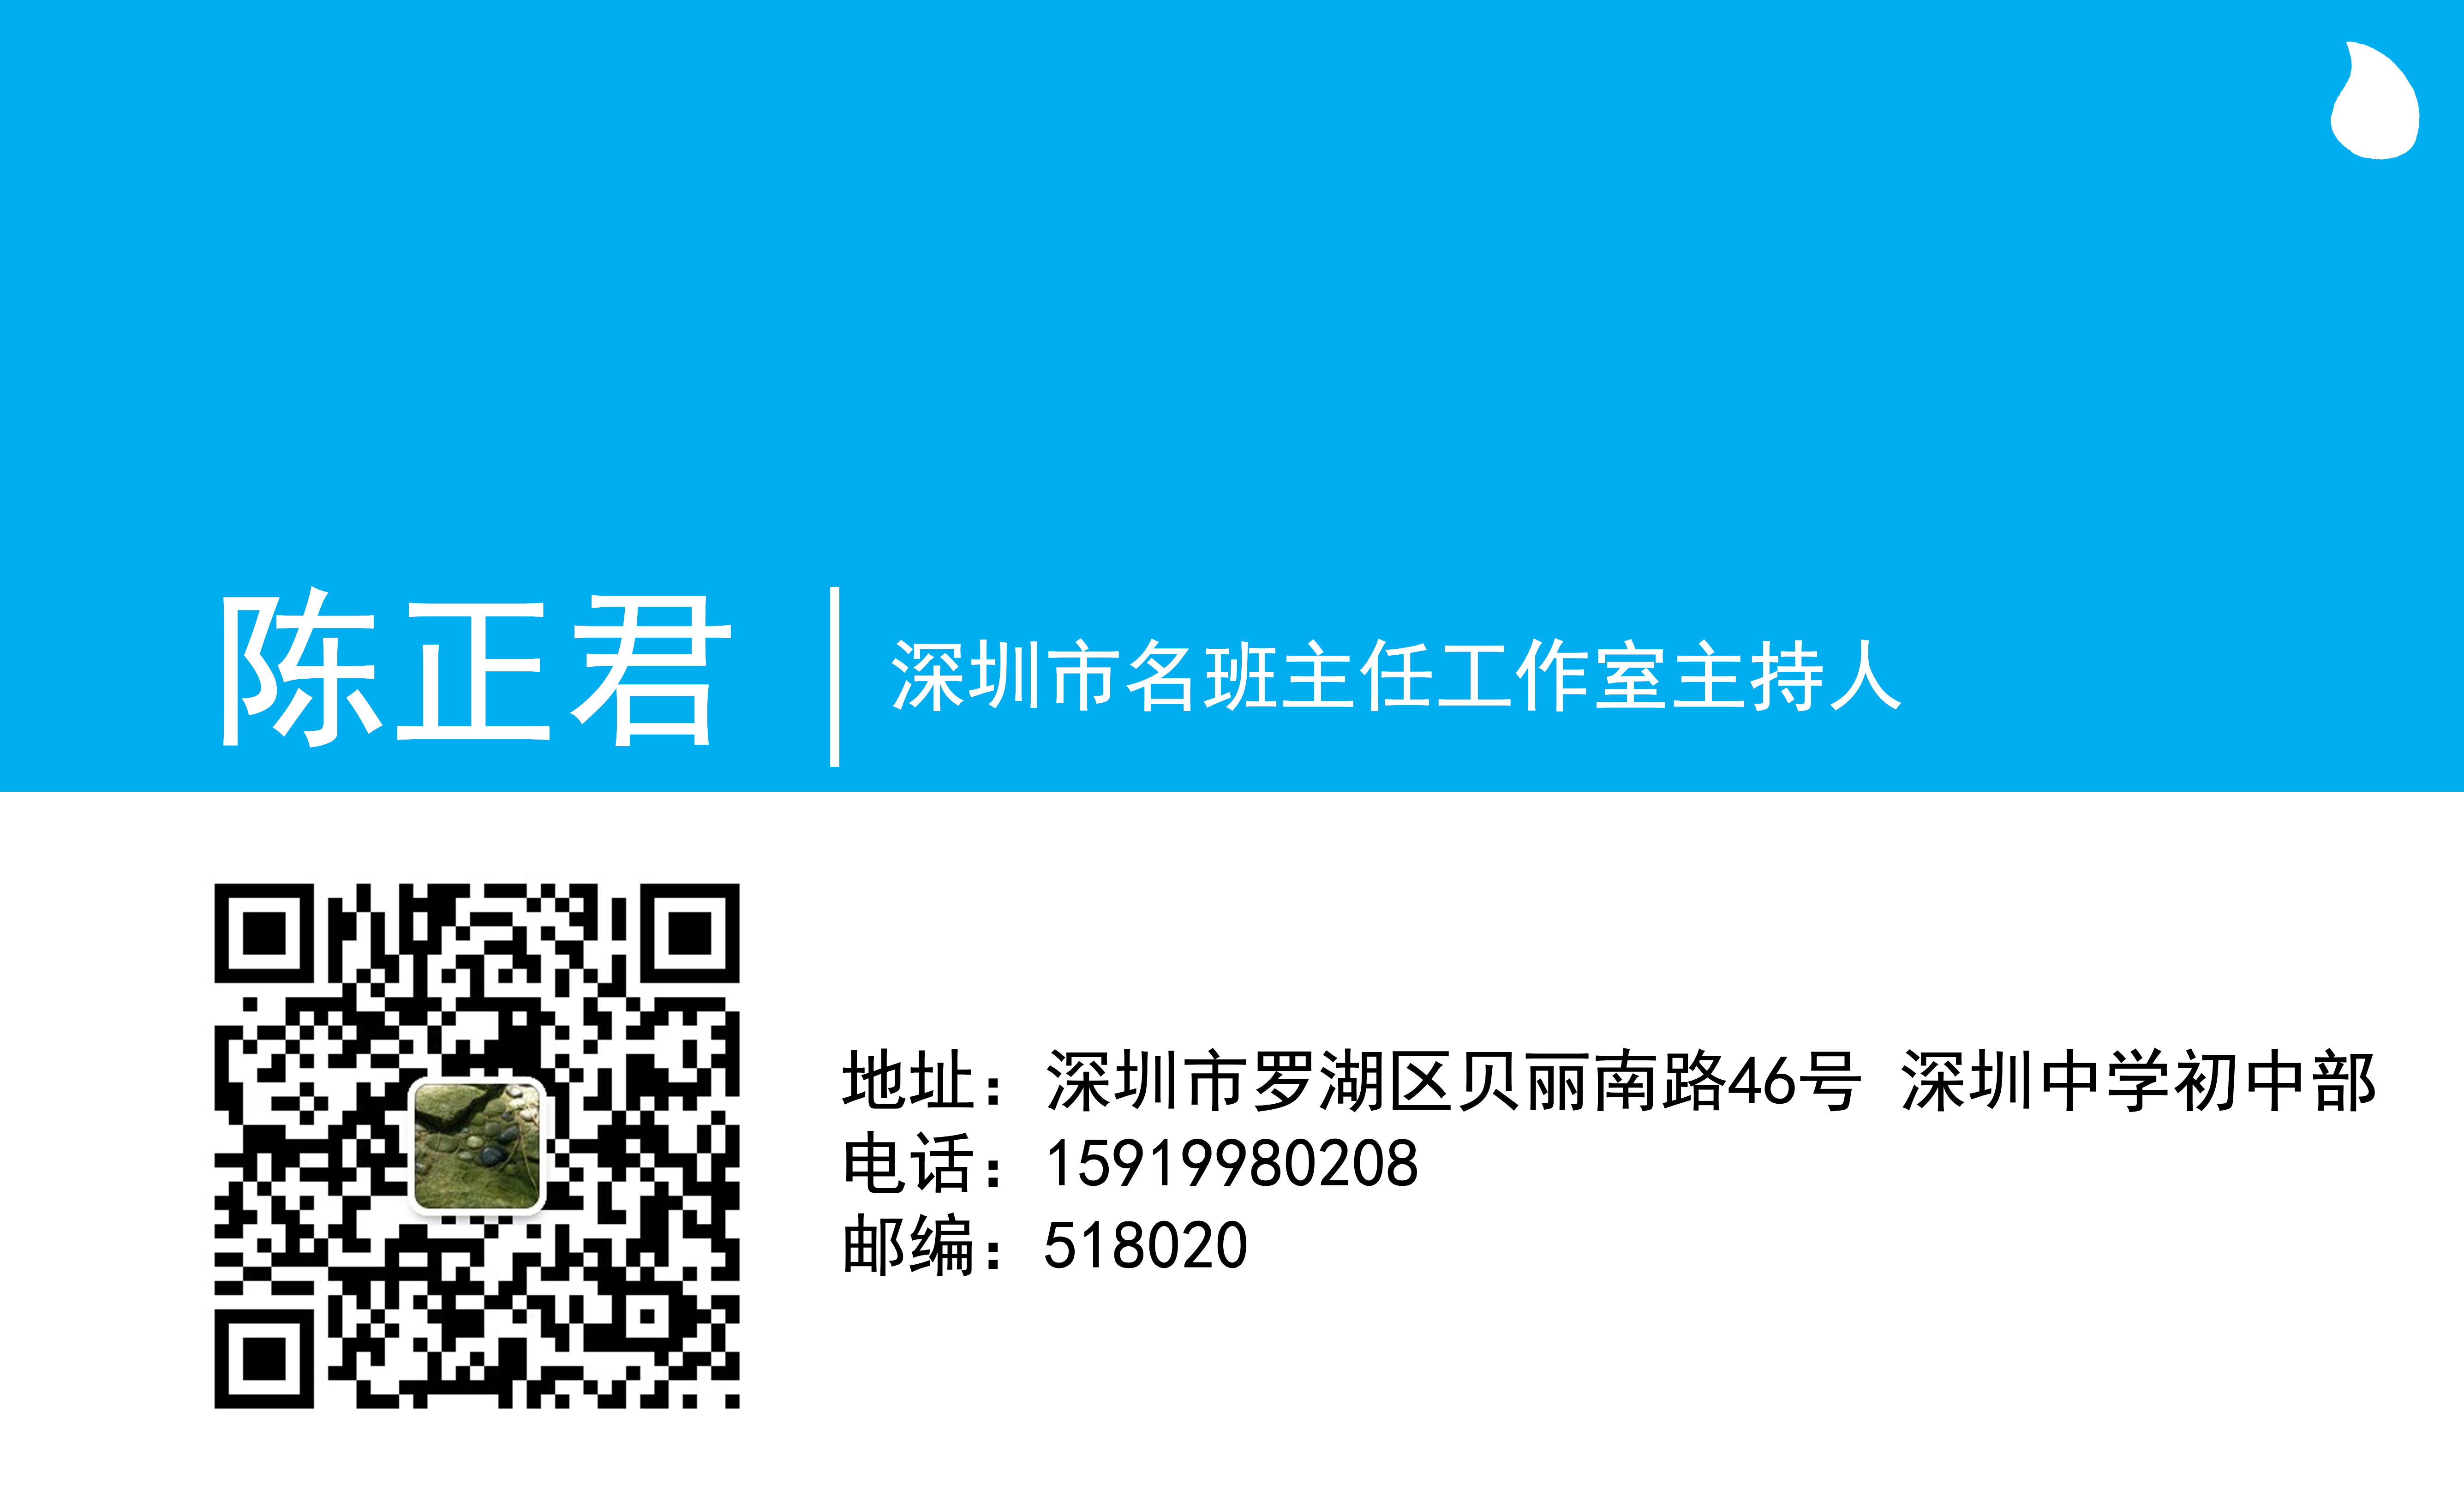 陈正君
深圳市名班主任工作室主持人
地址：深圳市罗湖区贝丽南路46号 深圳中学初中部
电话：15919980208
邮编：518020